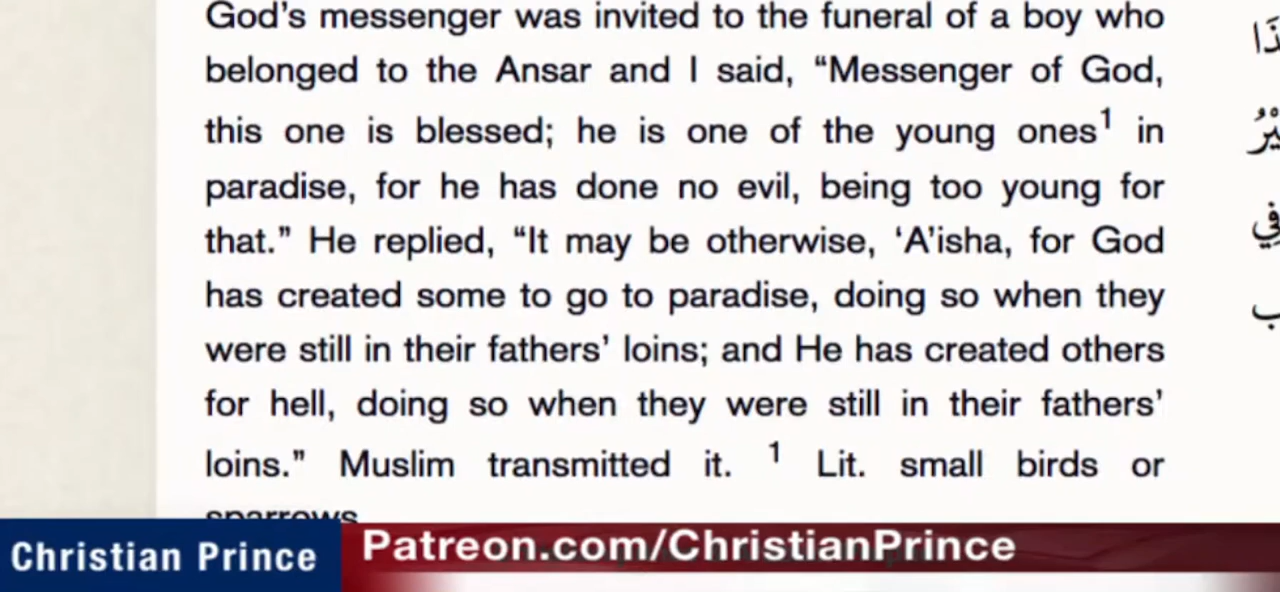 God’s messenger was invited to the funeral of a boy who
belonged to the Ansar and I said, “Messenger of God,
this one is blessed; he is one of the young ones¹ in
paradise, for he has done no evil, being too young for
that.” He replied, “It may be otherwise, ‘A’isha, for God
has created some to go to paradise, doing so when they
were still in their fathers’ loins; and He has created others
for hell, doing so when they were still in their fathers’
loins.” Muslim transmitted it. ¹ Lit. small birds or
sparrows
Christian Prince
Patreon.com/ChristianPrince